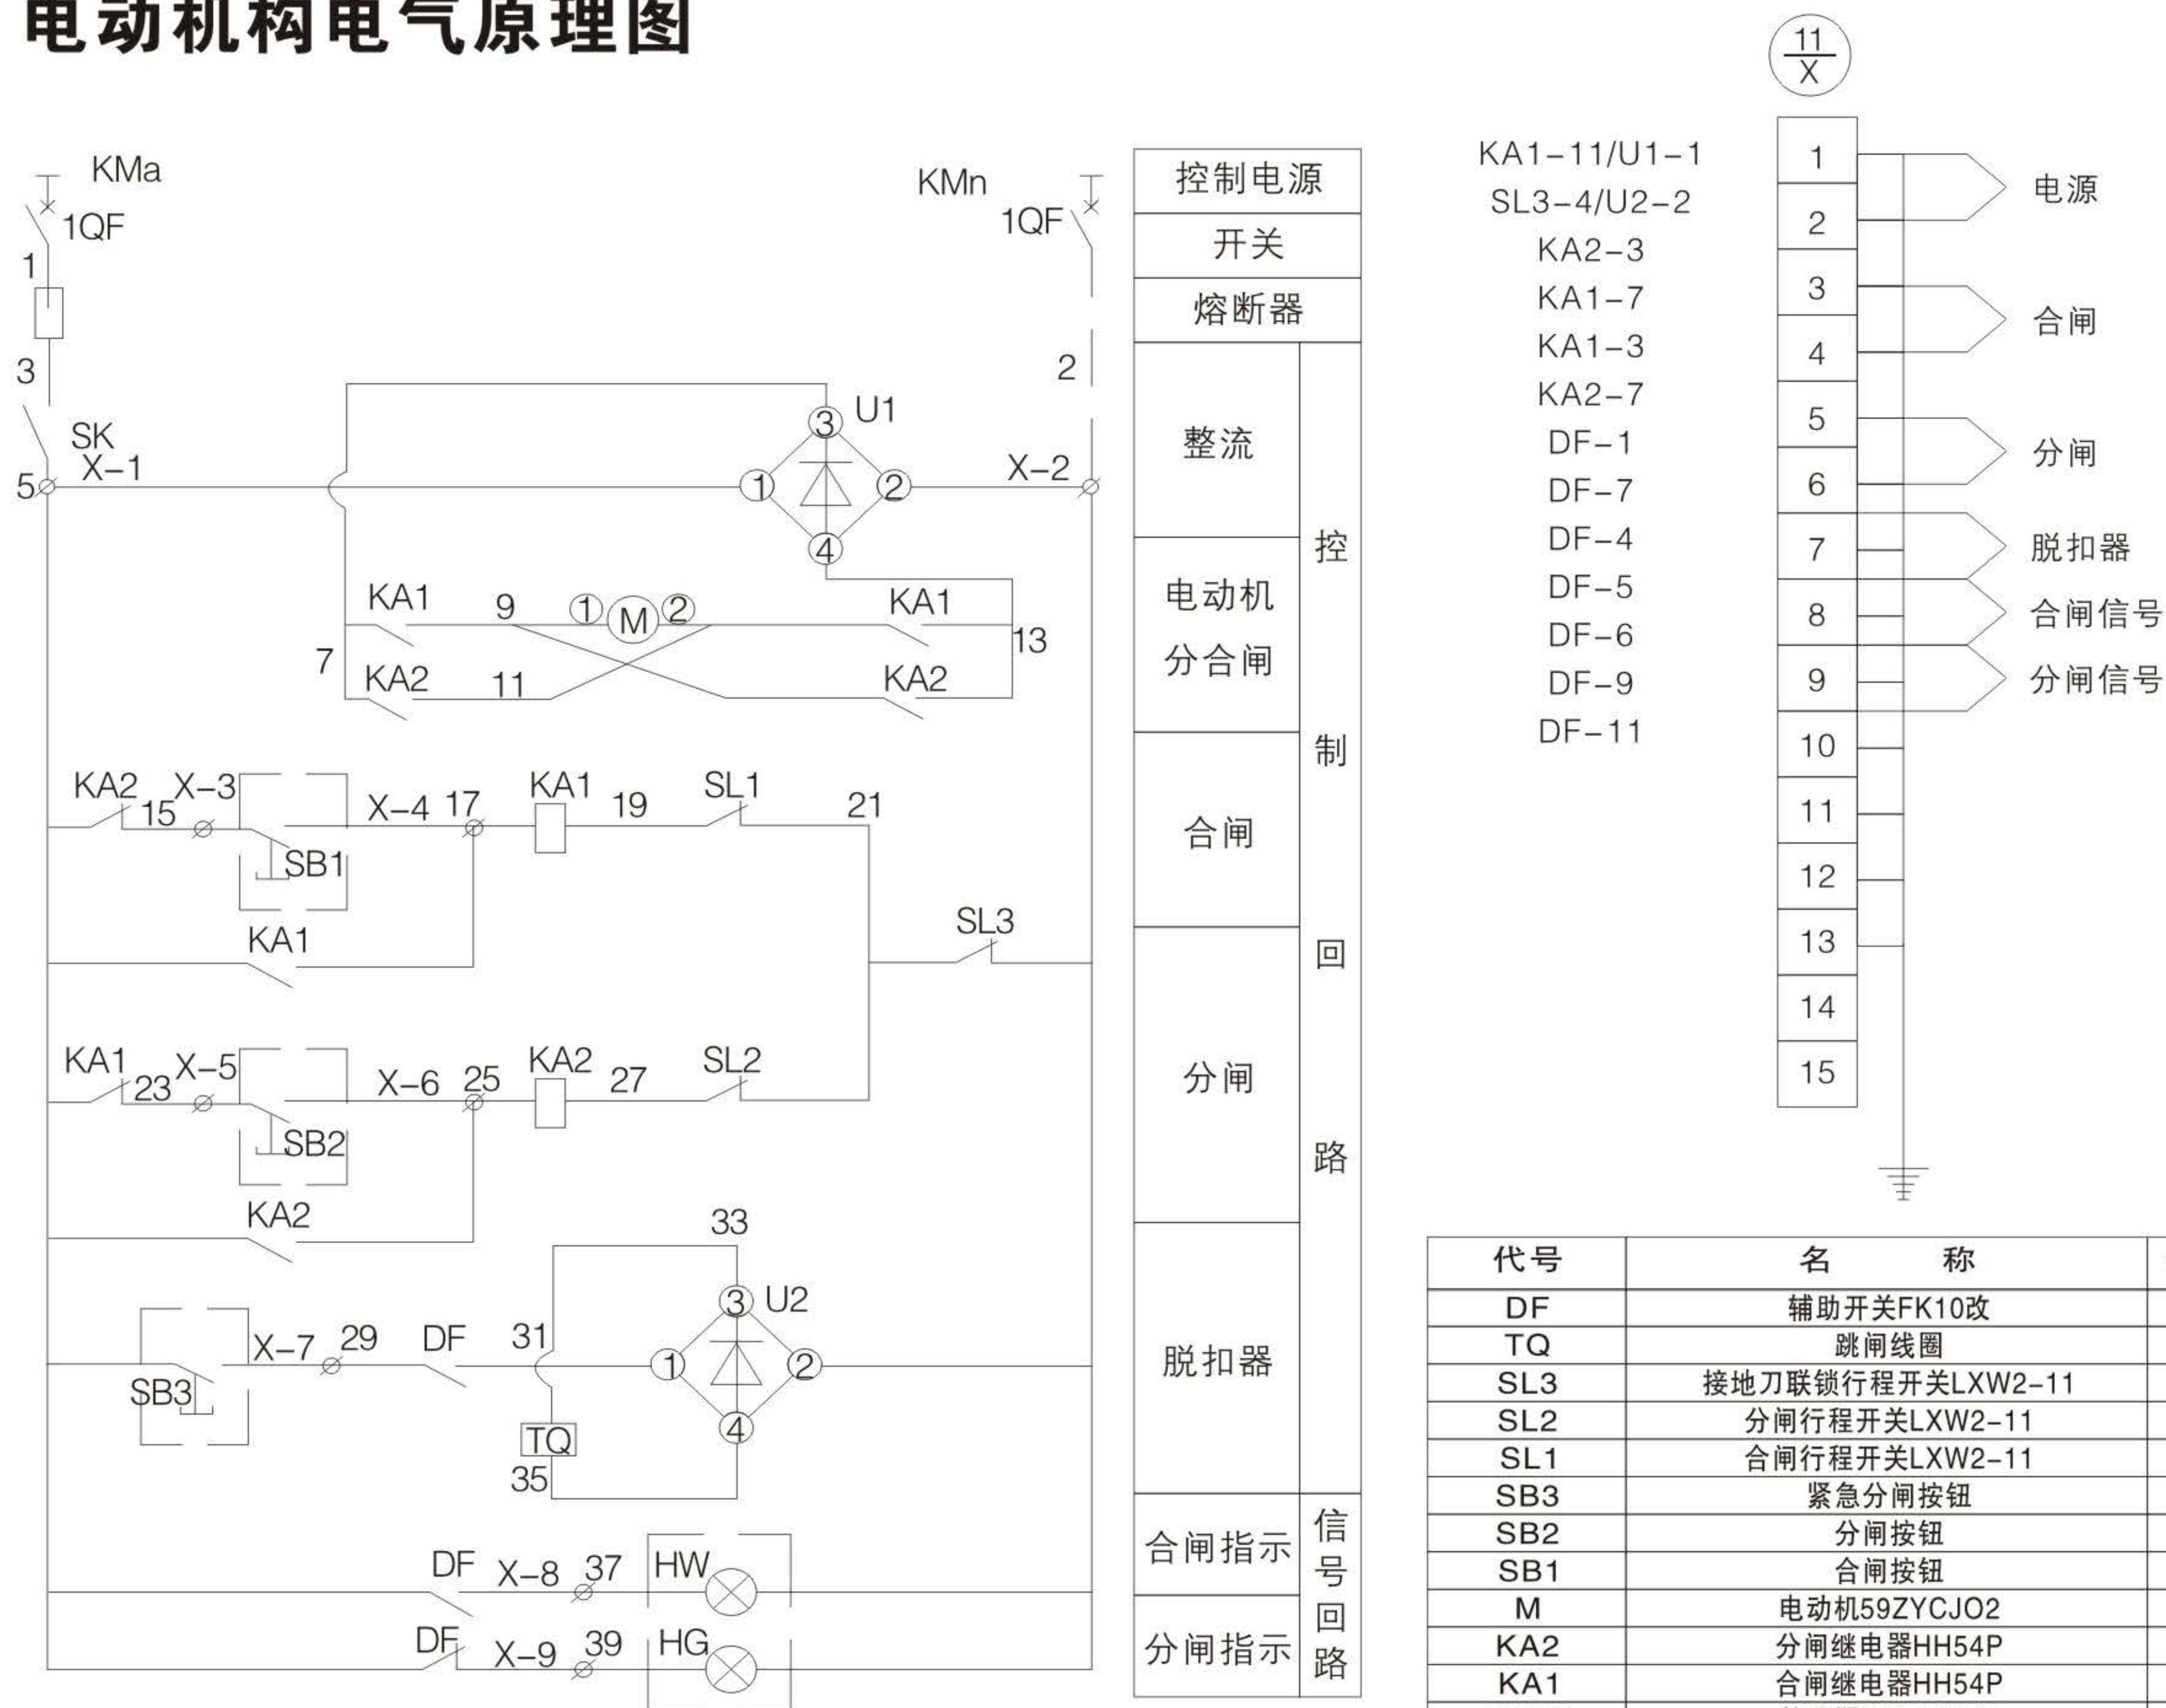 电动机构电气原理图
KMa
1QF
1
3
SK
X-1
5
KMn
1QF
2
X-2
U1
3
1
2
4
KA1
9
1
M
2
KA1
13
7
KA2
11
KA2
KA2
15
X-3
SB1
X-4
17
KA1
19
SL1
21
KA1
SL3
KA1
23
X-5
SB2
X-6
25
KA2
27
SL2
KA2
33
3
U2
1
2
4
SB3
X-7
29
DF
31
TQ
35
DF
X-8
37
HW
DF
X-9
39
HG
控制电源
开关
熔断器
整流
电动机
分合闸
合闸
分闸
脱扣器
控
制
回
路
合闸指示
分闸指示
信
号
回
路
11
X
KA1-11/U1-1
SL3-4/U2-2
KA2-3
KA1-7
KA1-3
KA2-7
DF-1
DF-7
DF-4
DF-5
DF-6
DF-9
DF-11
1
2
3
4
5
6
7
8
9
10
11
12
13
14
15
电源
合闸
分闸
脱扣器
合闸信号
分闸信号
代号 名 称
DF 辅助开关FK10改
TQ 跳闸线圈
SL3 接地刀联锁行程开关LXW2-11
SL2 分闸行程开关LXW2-11
SL1 合闸行程开关LXW2-11
SB3 紧急分闸按钮
SB2 分闸按钮
SB1 合闸按钮
M 电动机59ZYCJO2
KA2 分闸继电器HH54P
KA1 合闸继电器HH54P